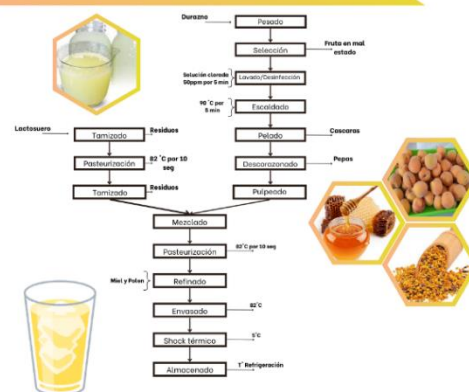 Durazno
Pesado
Selección
Fruta en mal
estado
Solución clorada
50ppm por 5 min
Lavado/Desinfección
90 °C por
5 min
Escaldado
Lactosuero
Tamizado
Residuos
Pelado
Cascaras
Pasteurización
82 °C por 10
seg
Descorazonado
Pepas
Tamizado
Residuos
Pulpeado
Mezclado
Pasteurización
82°C por 10 seg
Miel y Polen
Refinado
Envasado
82°C
Shock térmico
5°C
Almacenado
T° Refrigeración